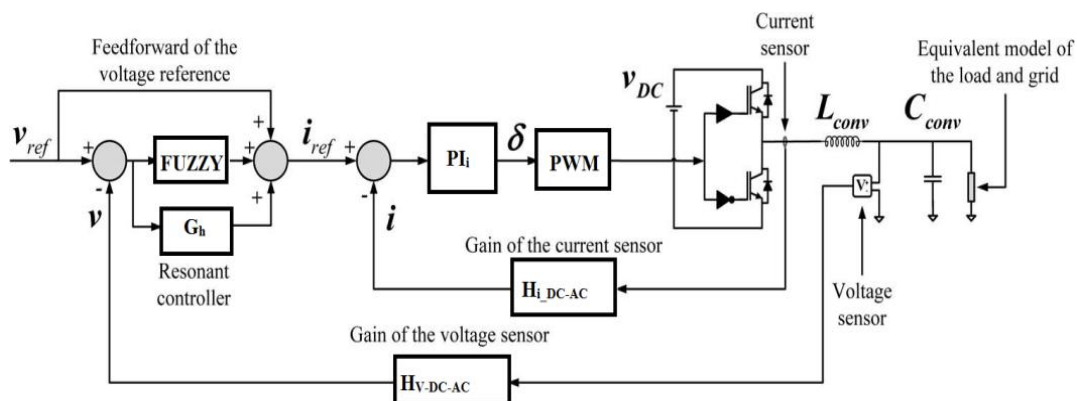 Feedforward of the
voltage reference
v_ref
+
-
v
FUZZY
G_h
Resonant
controller
+
+
+
i_ref
+
-
i
PI_i
δ
PWM
v_DC
Current
sensor
L_conv
C_conv
Equivalent model of
the load and grid
V
Voltage
sensor
Gain of the current sensor
H_i_DC-AC
Gain of the voltage sensor
H_V-DC-AC